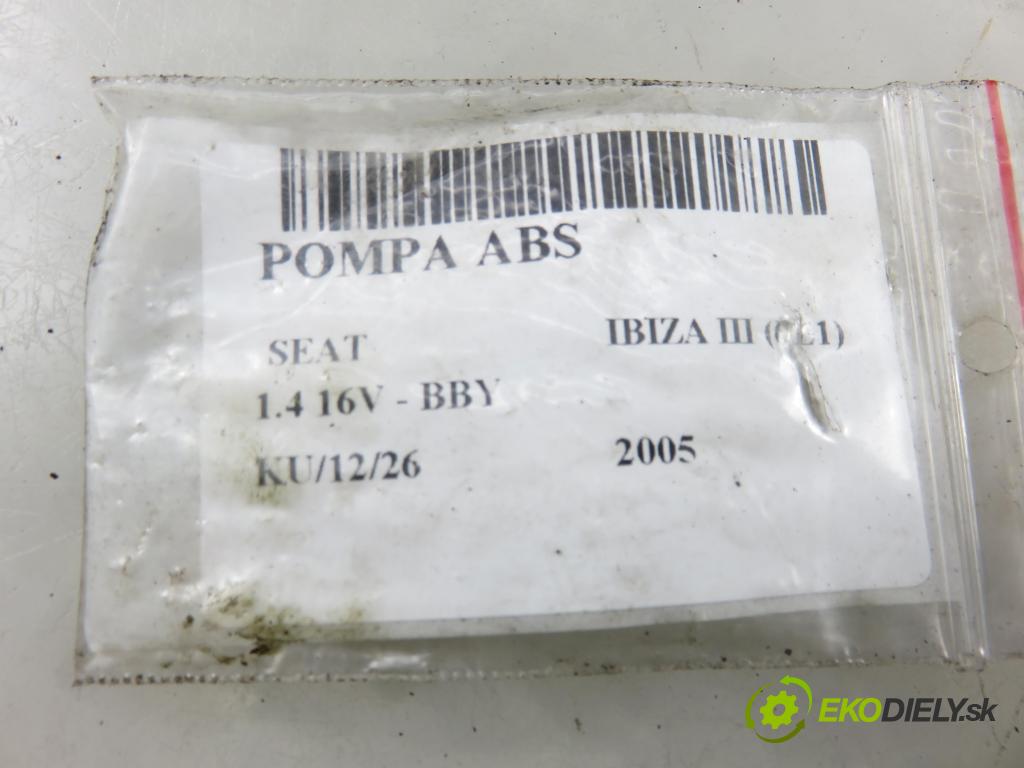 POMPA ABS
SEAT IBIZA III
1.4 16V - BBY
KU/12/26 2005
EKODIELY.sk